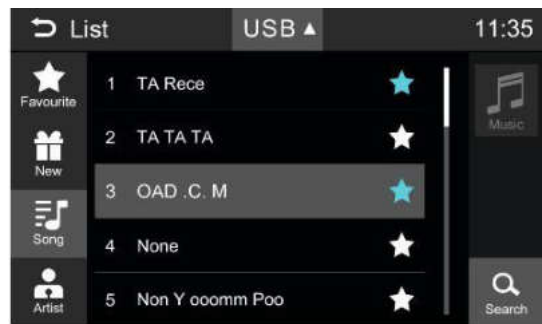 List USB 11:35
Favourite
1 TA Rece
Music
2 TA TA TA
New
3 OAD .C. M
Song
4 None
Artist
5 Non Y ooomm Poo
Search